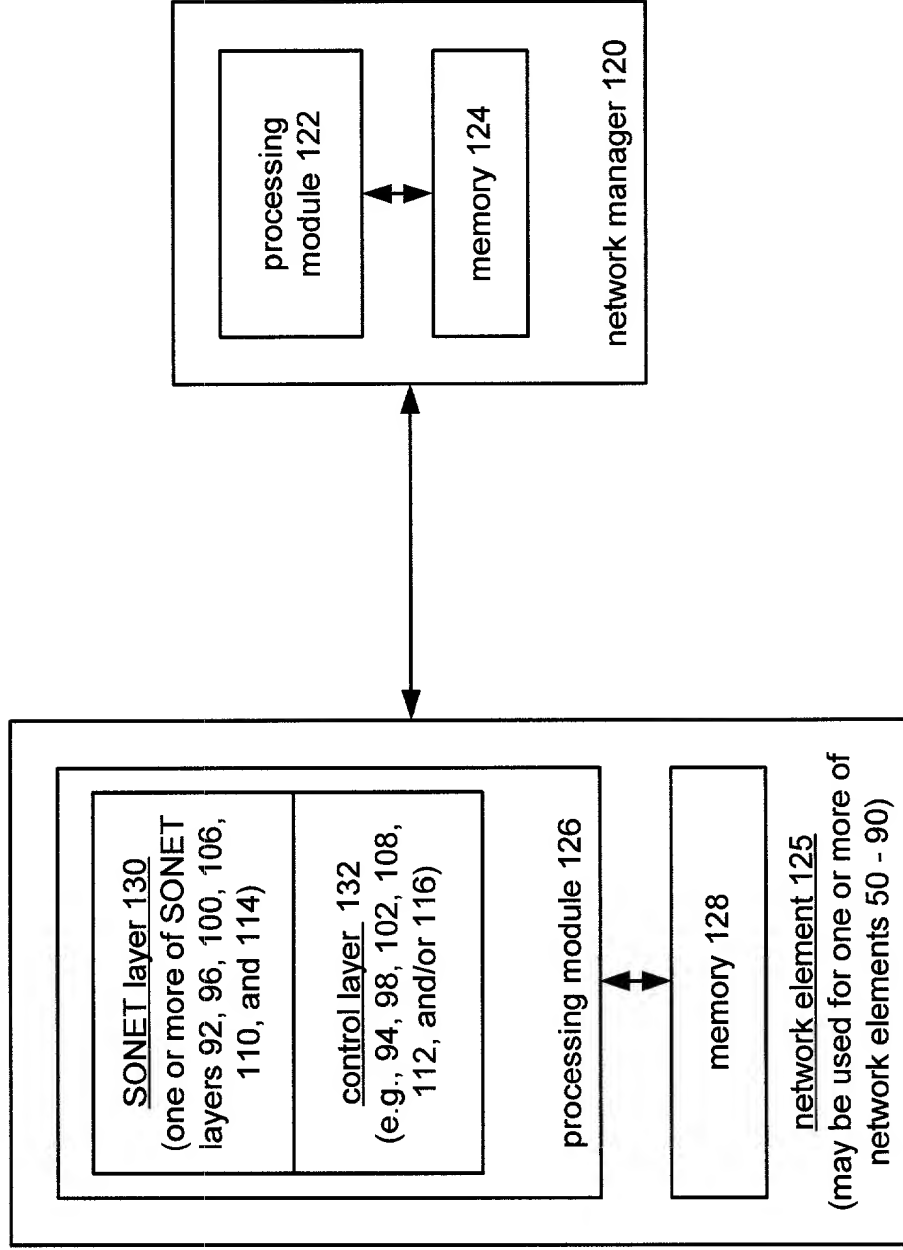 SONET layer 130
(one or more of SONET
layers 92, 96, 100, 106,
110, and 114)
control layer 132
(e.g., 94, 98, 102, 108,
112, and/or 116)
processing module 126
memory 128
network element 125
(may be used for one or more of
network elements 50 - 90)
processing
module 122
memory 124
network manager 120